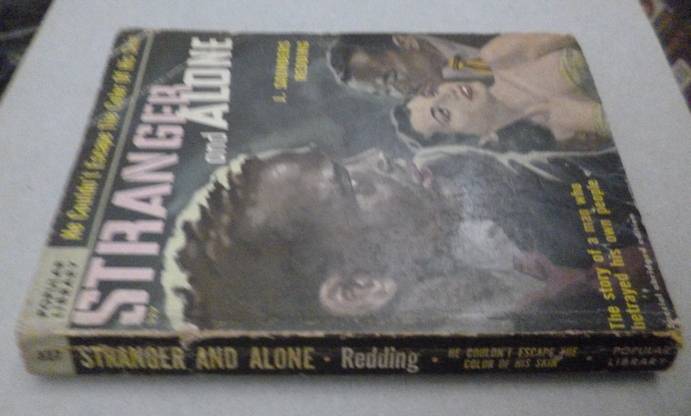 He Couldn't Escape The Color Of His Skin
STRANGER
and ALONE
J. SAUNDERS
REDDING
POPULAR
LIBRARY
The story of a man who
betrayed his own people
STRANGER AND ALONE · Redding ·
HE COULDN'T ESCAPE THE
COLOR OF HIS SKIN
POPULAR
LIBRARY